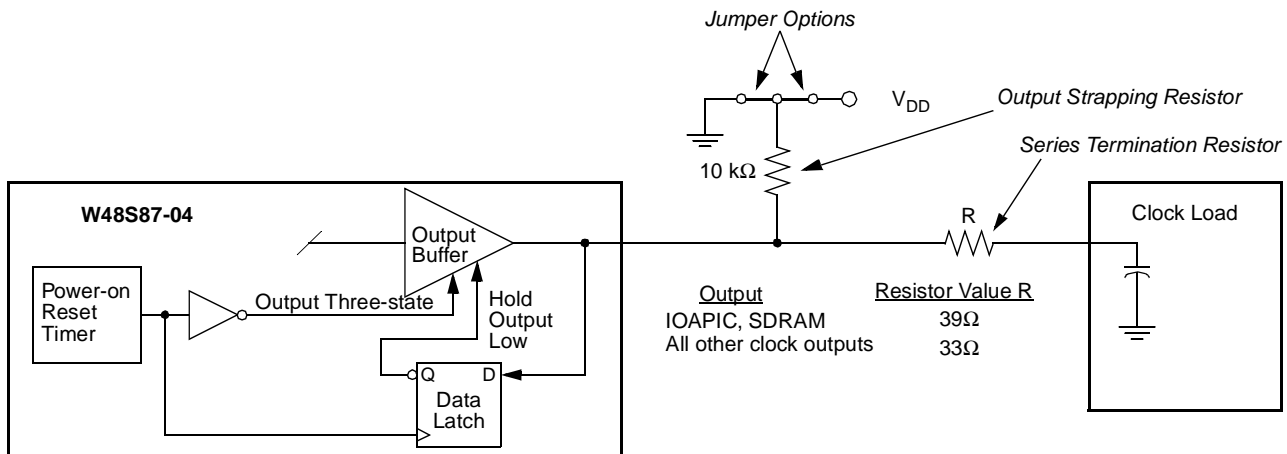 Jumper Options
V_DD
Output Strapping Resistor
Series Termination Resistor
10 kΩ
W48S87-04
R
Clock Load
Output
Buffer
Power-on
Reset
Timer
Output Three-state
Hold
Output
Low
Q
D
Data
Latch
Output Resistor Value R
IOAPIC, SDRAM 39Ω
All other clock outputs 33Ω